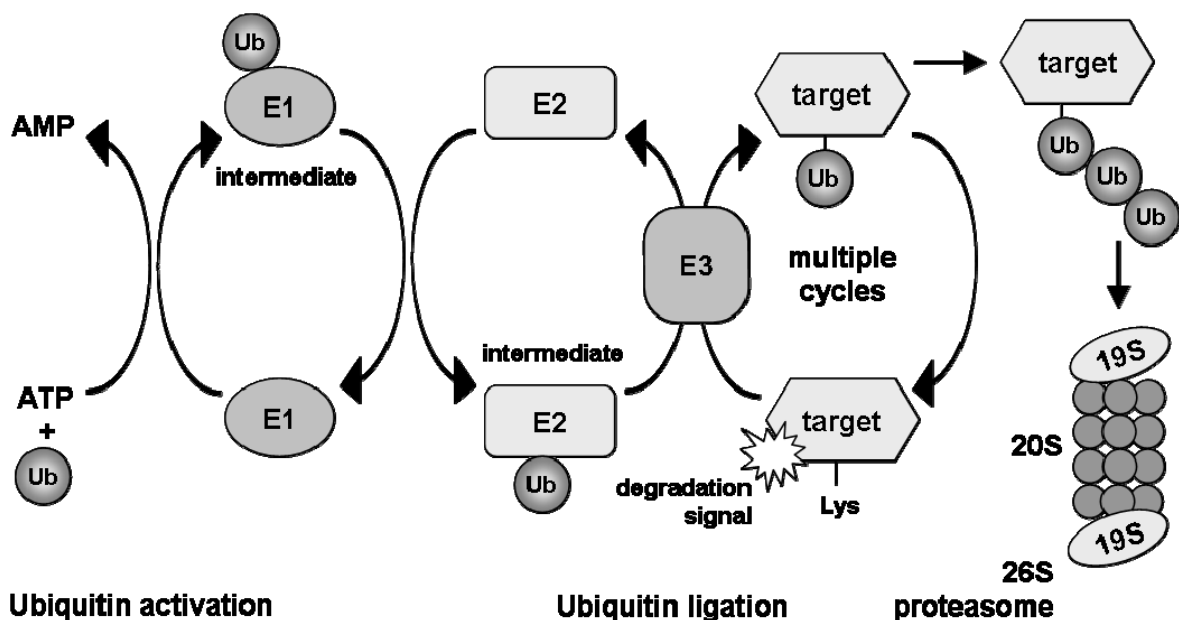 Ub
E1
intermediate
AMP
ATP
+
Ub
E1
E2
intermediate
E2
Ub
E3
target
Ub
multiple
cycles
target
degradation
signal
Lys
target
Ub
Ub
Ub
19S
20S
19S
26S
proteasome
Ubiquitin activation
Ubiquitin ligation